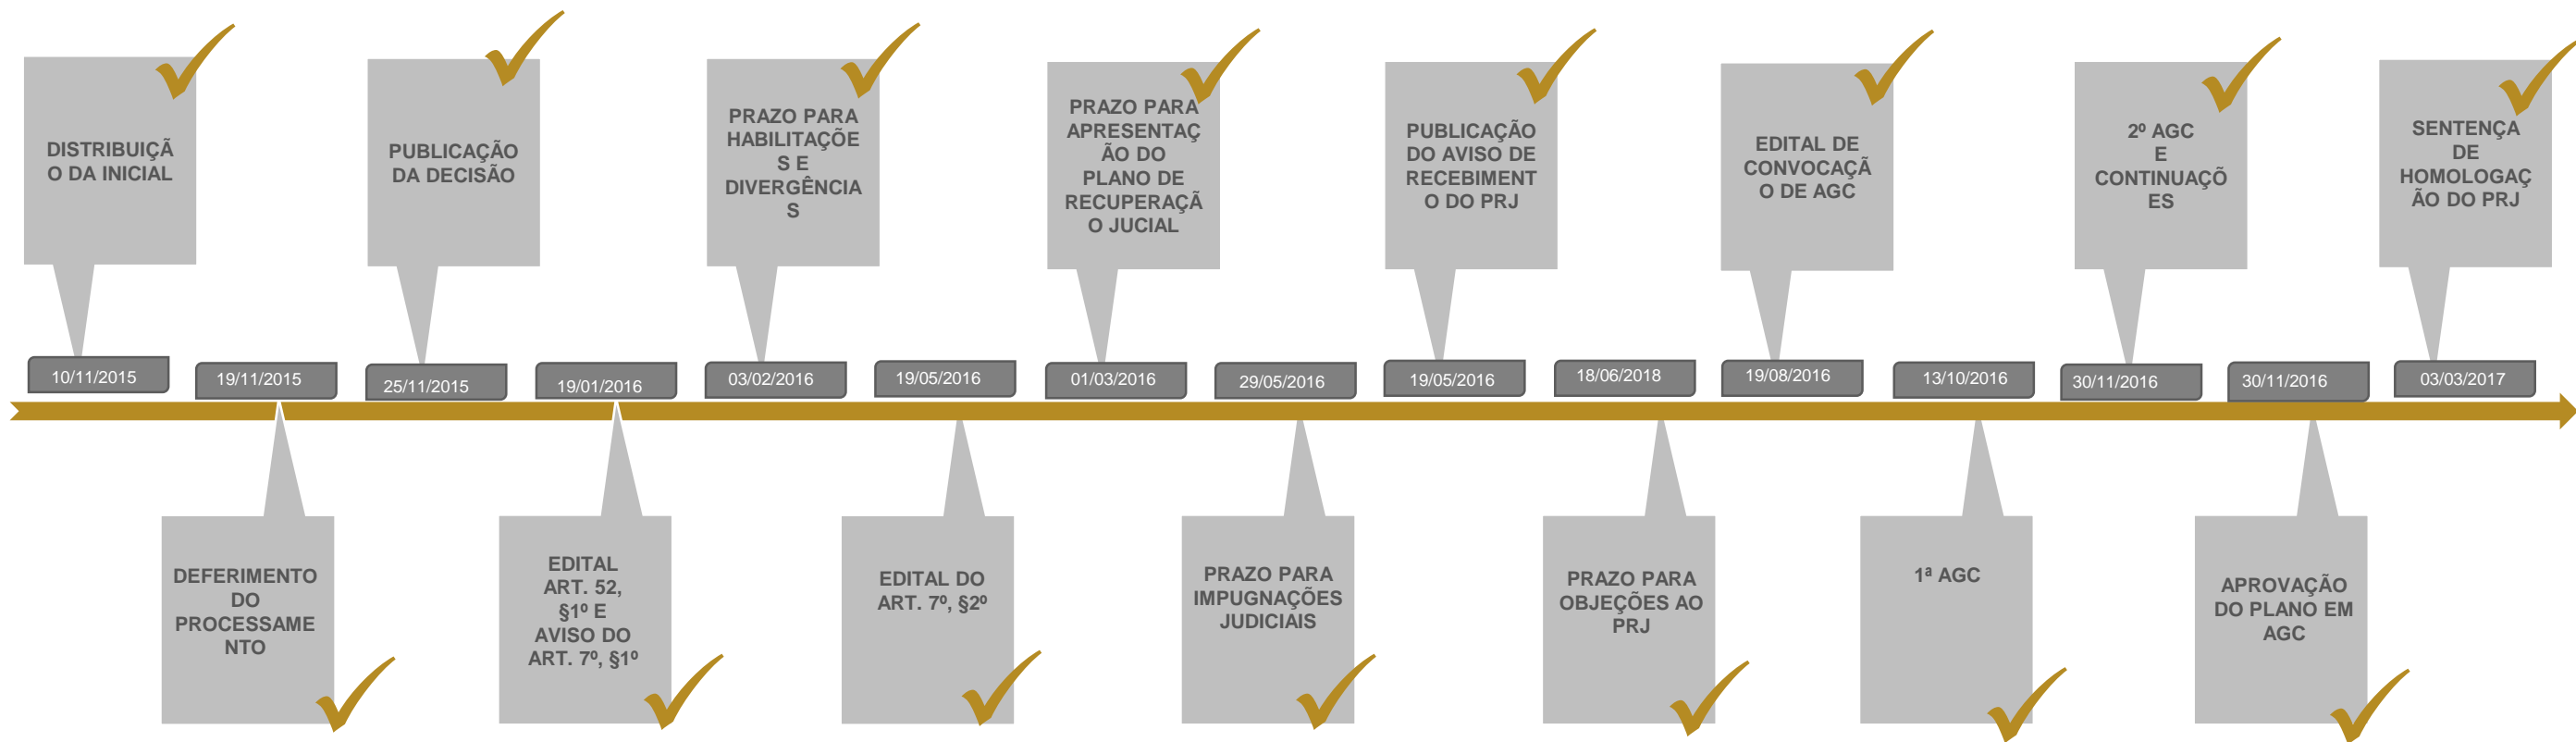 DISTRIBUIÇÃ
O DA INICIAL
PUBLICAÇÃO
DA DECISÃO
PRAZO PARA
HABILITAÇÕE
S E
DIVERGÊNCIA
S
PRAZO PARA
APRESENTAÇ
ÃO DO
PLANO DE
RECUPERAÇÃ
O JUCIAL
PUBLICAÇÃO
DO AVISO DE
RECEBIMENT
O DO PRJ
EDITAL DE
CONVOCAÇÃ
O DE AGC
2º AGC
E
CONTINUAÇÕ
ES
SENTENÇA
DE
HOMOLOGAÇ
ÃO DO PRJ
10/11/2015
19/11/2015
25/11/2015
19/01/2016
03/02/2016
19/05/2016
01/03/2016
29/05/2016
19/05/2016
18/06/2018
19/08/2016
13/10/2016
30/11/2016
30/11/2016
03/03/2017
DEFERIMENTO
DO
PROCESSAME
NTO
EDITAL
ART. 52,
§1º E
AVISO DO
ART. 7º, §1º
EDITAL DO
ART. 7º, §2º
PRAZO PARA
IMPUGNAÇÕES
JUDICIAIS
PRAZO PARA
OBJEÇÕES AO
PRJ
1ª AGC
APROVAÇÃO
DO PLANO EM
AGC